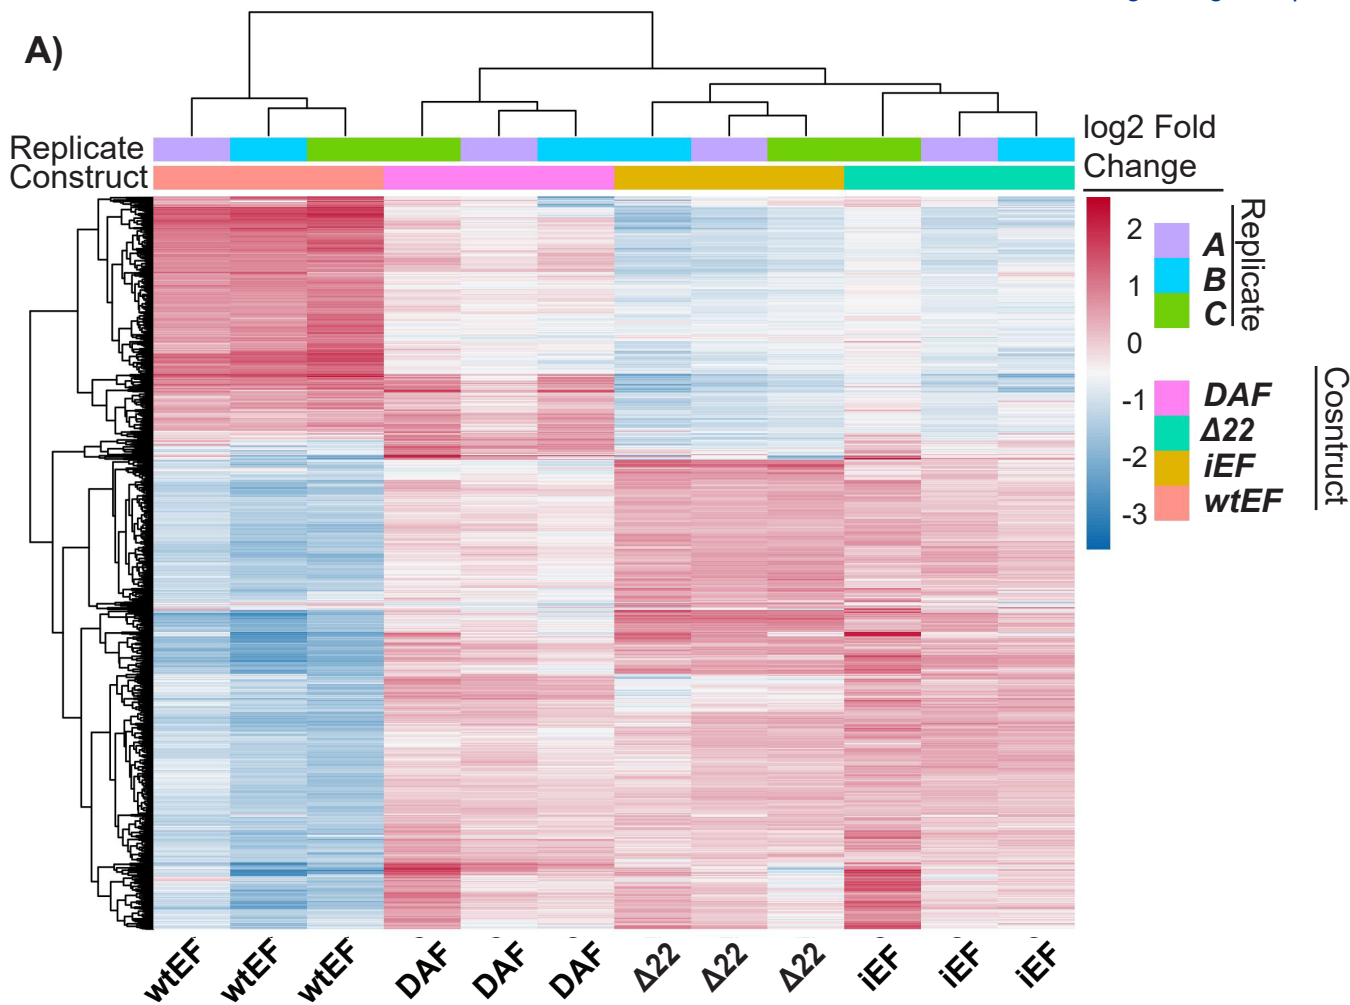 A)
Replicate
Construct
log2 Fold
Change
2
1
0
-1
-2
-3
Replicate
A
B
C
Cosntruct
DAF
Δ22
iEF
wtEF
wtEF wtEF wtEF DAF DAF DAF Δ22 Δ22 Δ22 iEF iEF iEF